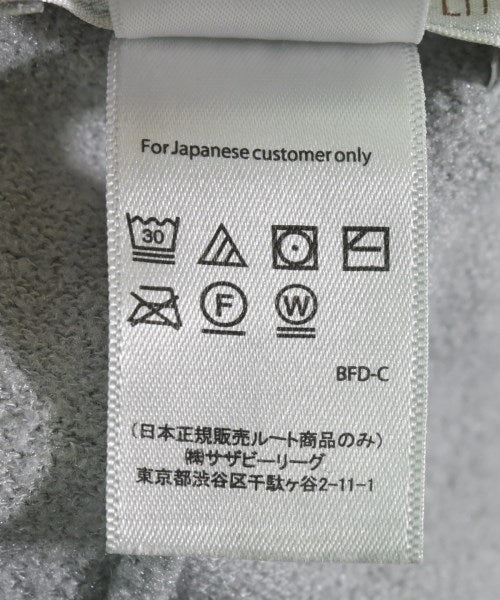 For Japanese customer only
30
F W
BFD-C
(日本正規販売ルート商品のみ)
㈱サザビーリーグ
東京都渋谷区千駄ヶ谷2-11-1